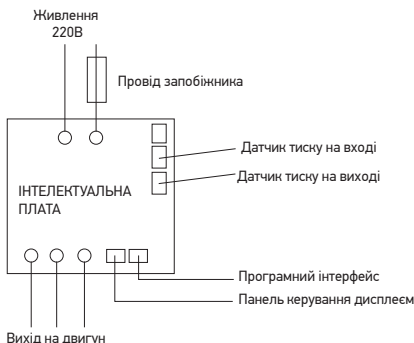 Живлення
220В
Провід запобіжника
Датчик тиску на вході
Датчик тиску на виході
ІНТЕЛЕКТУАЛЬНА
ПЛАТА
Програмний інтерфейс
Панель керування дисплеєм
Вихід на двигун